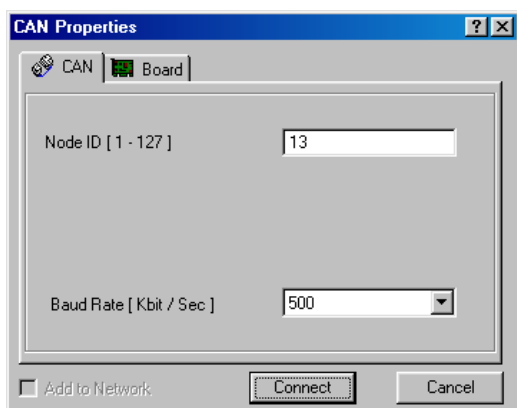 CAN Properties
CAN Board
Node ID [ 1 - 127 ] 13
Baud Rate [ Kbit / Sec ] 500
Add to Network Connect Cancel